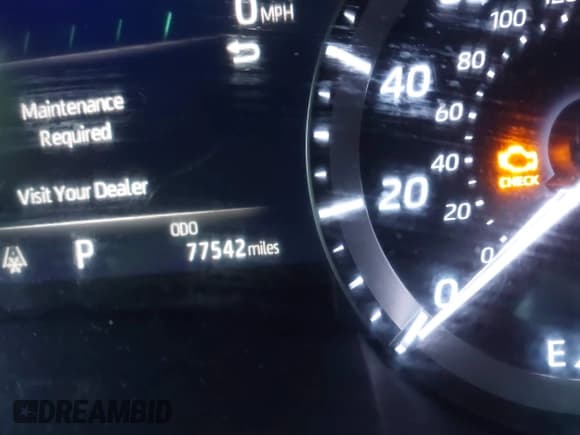 0 MPH
Maintenance
Required
Visit Your Dealer
ODO
P 77542 miles
100
80
40
60
40
20
20
0
0
CHECK
E
DREAMBID